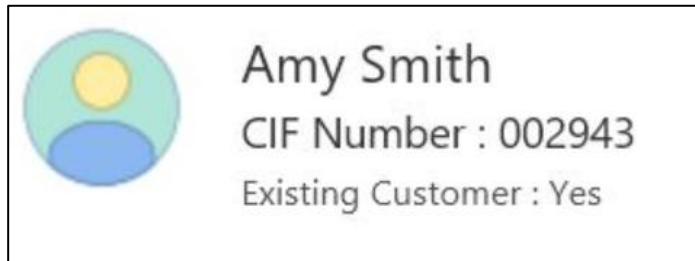 Amy Smith
CIF Number : 002943
Existing Customer : Yes